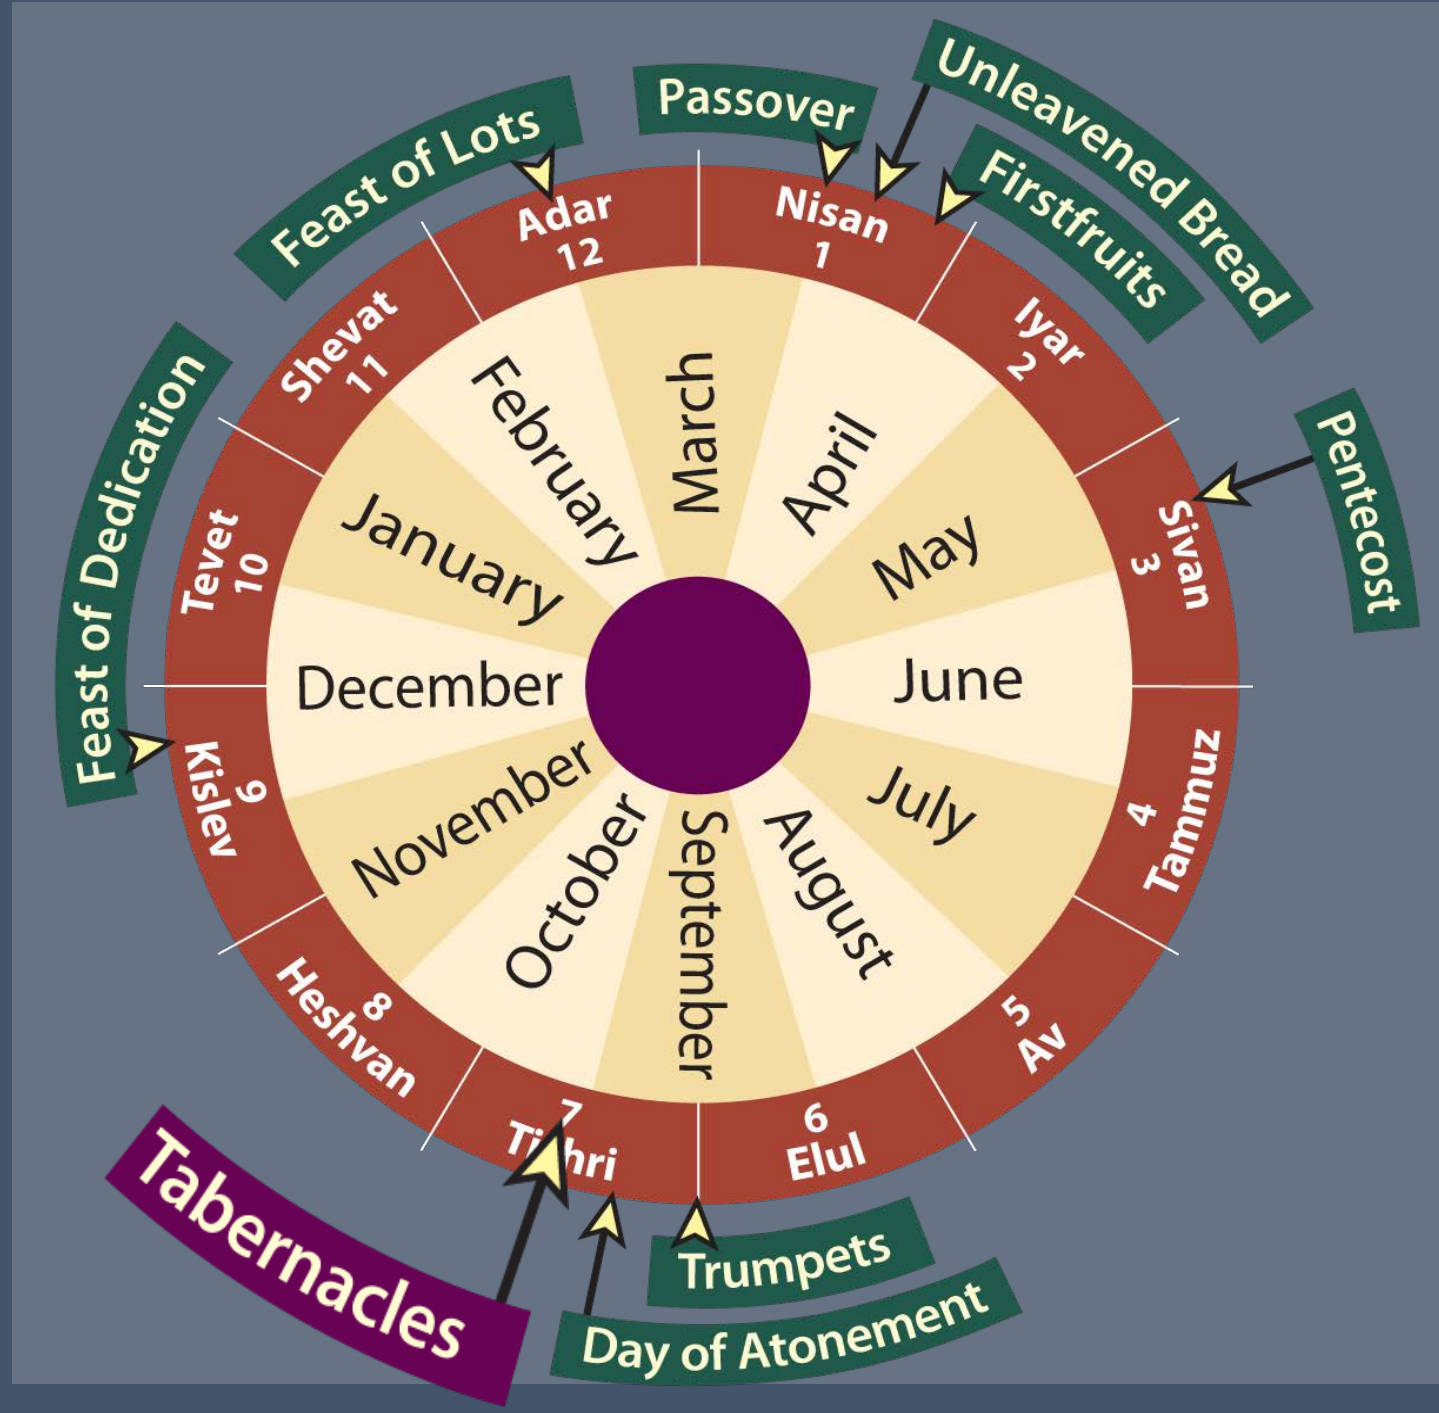 Passover
Unleavened Bread
Firstfruits
Pentecost
Trumpets
Day of Atonement
Tabernacles
Feast of Dedication
Feast of Lots
Nisan
1
Iyar
2
Sivan
3
4
Tammuz
5
Av
6
Elul
7
Tishri
8
Heshvan
9
Kislev
Tevet
10
Shevat
11
Adar
12
March
April
May
June
July
August
September
October
November
December
January
February